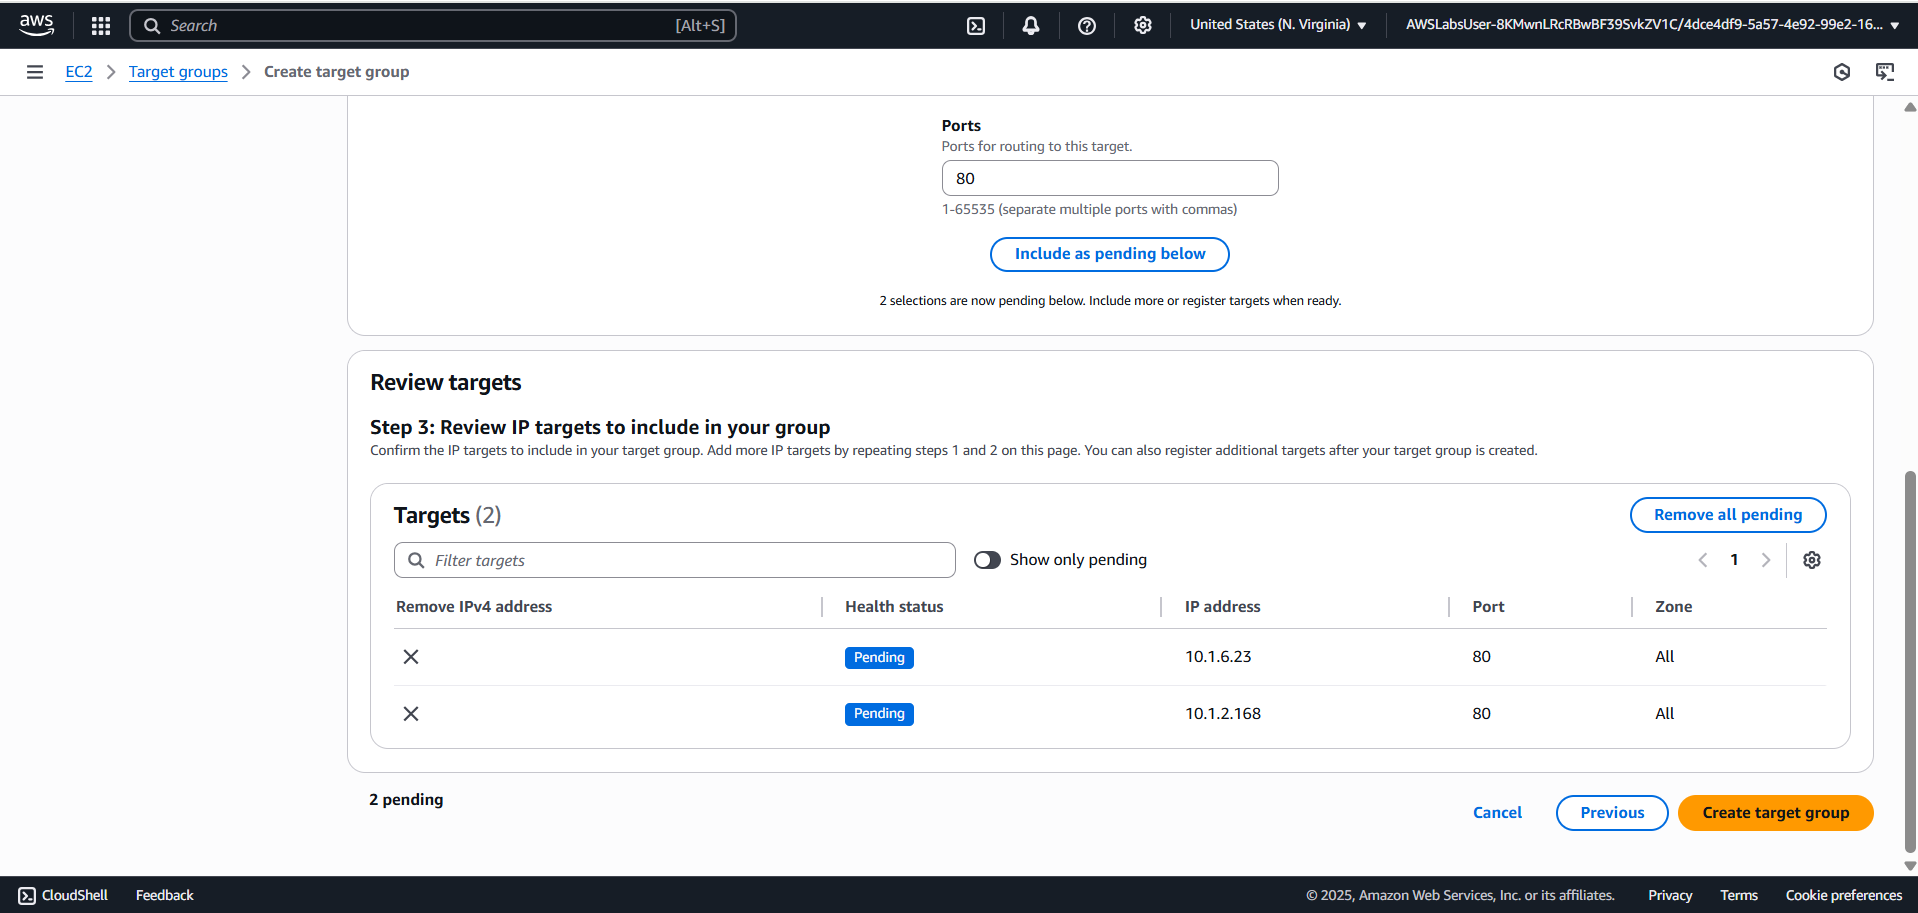 aws
Search [Alt+S]
United States (N. Virginia)
AWSLabsUser-8KMwnLRcRBwBF39SvkZV1C/4dce4df9-5a57-4e92-99e2-16...
EC2 > Target groups > Create target group
Ports
Ports for routing to this target.
80
1-65535 (separate multiple ports with commas)
Include as pending below
2 selections are now pending below. Include more or register targets when ready.
Review targets
Step 3: Review IP targets to include in your group
Confirm the IP targets to include in your target group. Add more IP targets by repeating steps 1 and 2 on this page. You can also register additional targets after your target group is created.
Targets (2)
Remove all pending
Filter targets
Show only pending
1
Remove IPv4 address Health status IP address Port Zone
Pending 10.1.6.23 80 All
Pending 10.1.2.168 80 All
2 pending
Cancel Previous Create target group
CloudShell Feedback
© 2025, Amazon Web Services, Inc. or its affiliates. Privacy Terms Cookie preferences